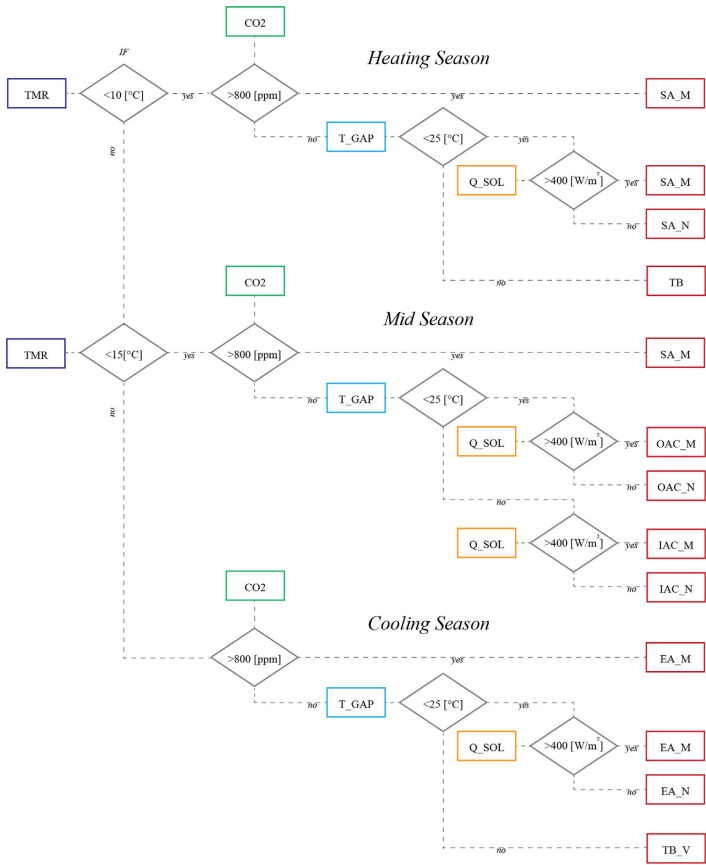 CO2
IF
Heating Season
TMR
<10 [°C]
yes
>800 [ppm]
yes
SA_M
no
no
T_GAP
<25 [°C]
yes
Q_SOL
>400 [W/m²]
yes
SA_M
SA_N
no
CO2
no
TB
Mid Season
TMR
<15[°C]
yes
>800 [ppm]
yes
SA_M
no
no
T_GAP
<25 [°C]
yes
Q_SOL
>400 [W/m²]
yes
OAC_M
no
OAC_N
no
Q_SOL
>400 [W/m²]
yes
IAC_M
CO2
no
IAC_N
Cooling Season
>800 [ppm]
yes
EA_M
no
T_GAP
<25 [°C]
yes
Q_SOL
>400 [W/m²]
yes
EA_M
no
EA_N
no
TB_V